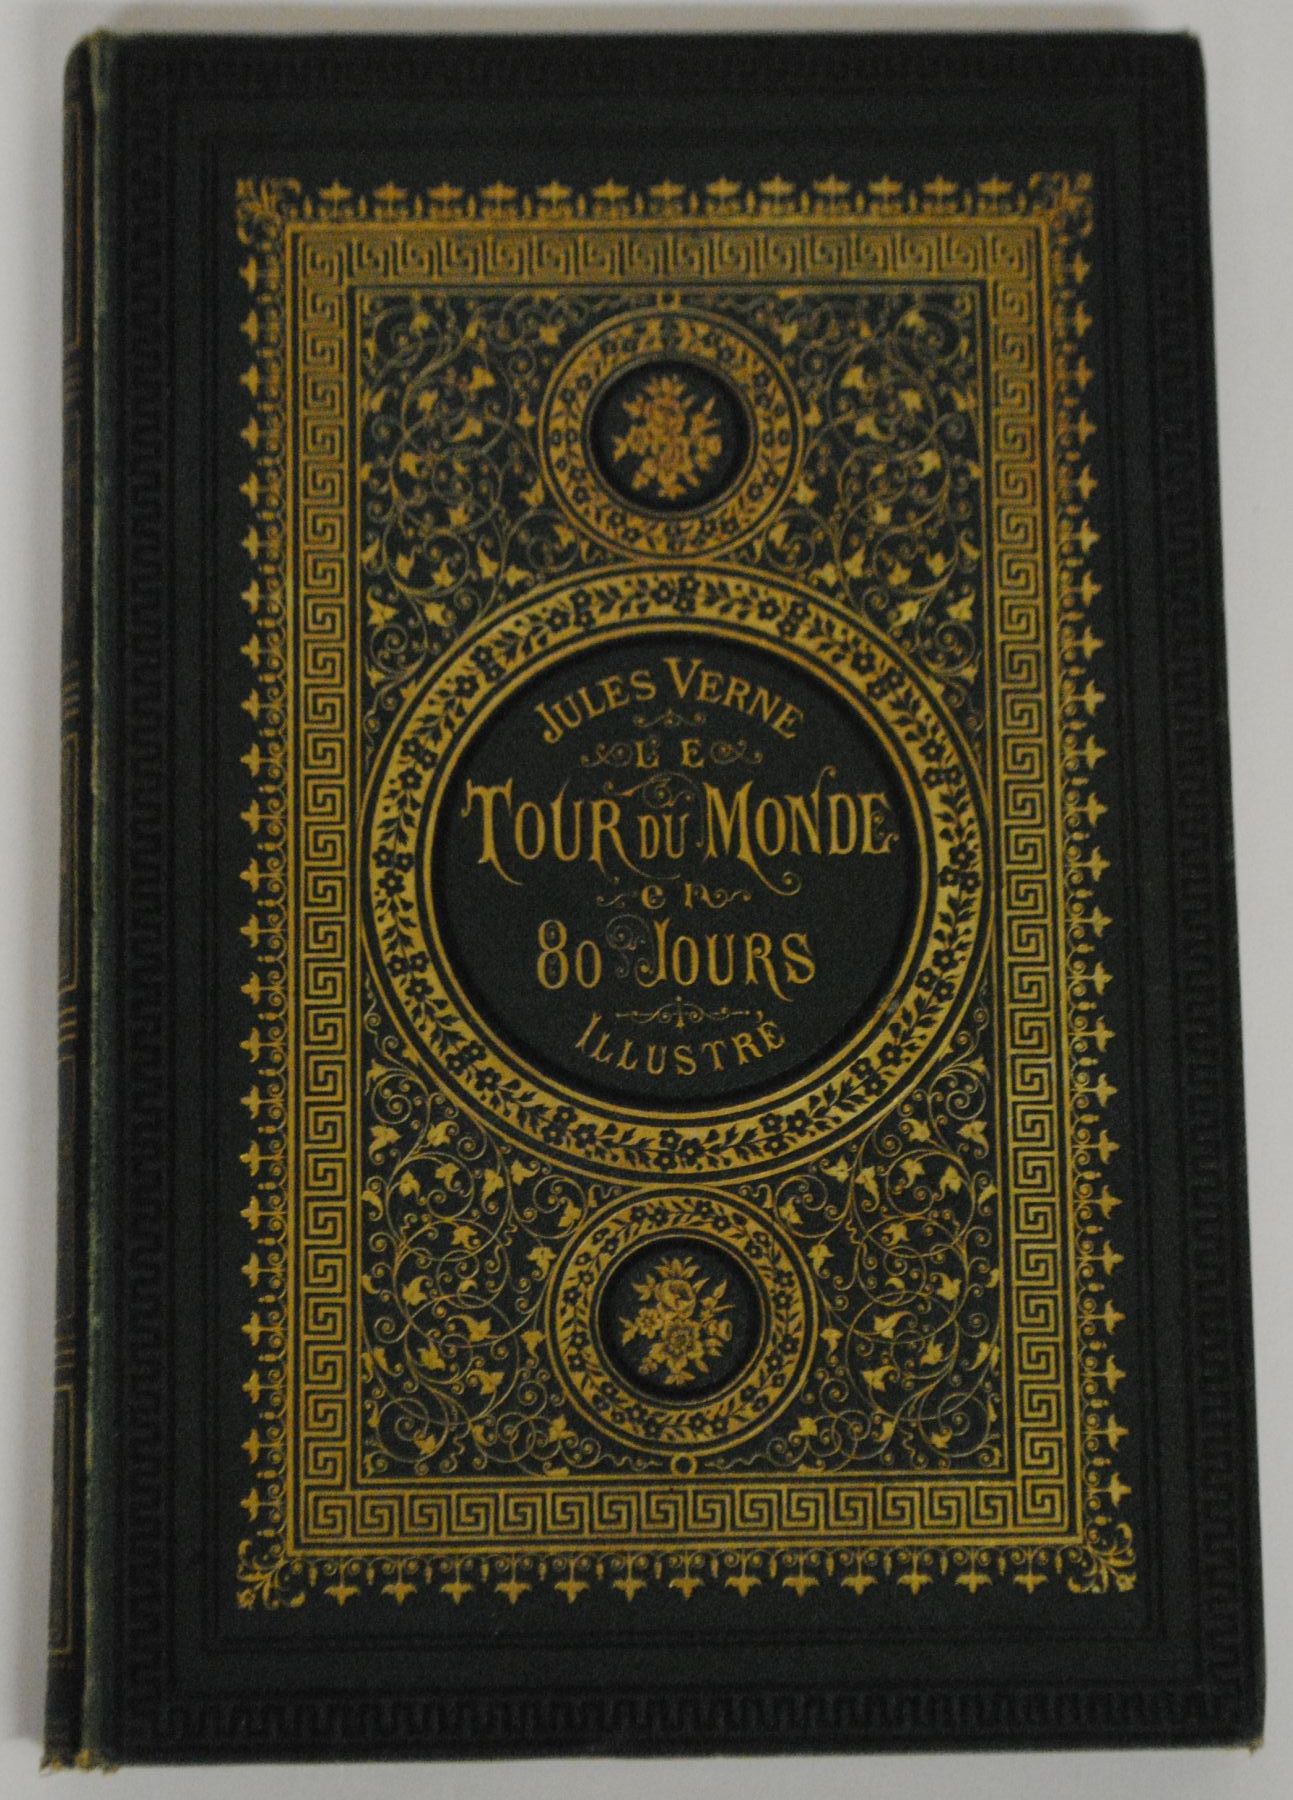 JULES VERNE
LE
TOUR DU MONDE
en
80 JOURS
ILLUSTRÉ